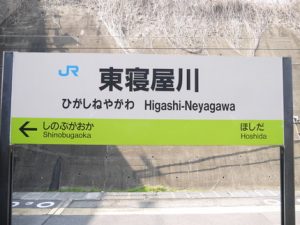 JR
東寝屋川
ひがしねやがわ Higashi-Neyagawa
← しのぶがおか ほしだ
Shinobugaoka Hoshida